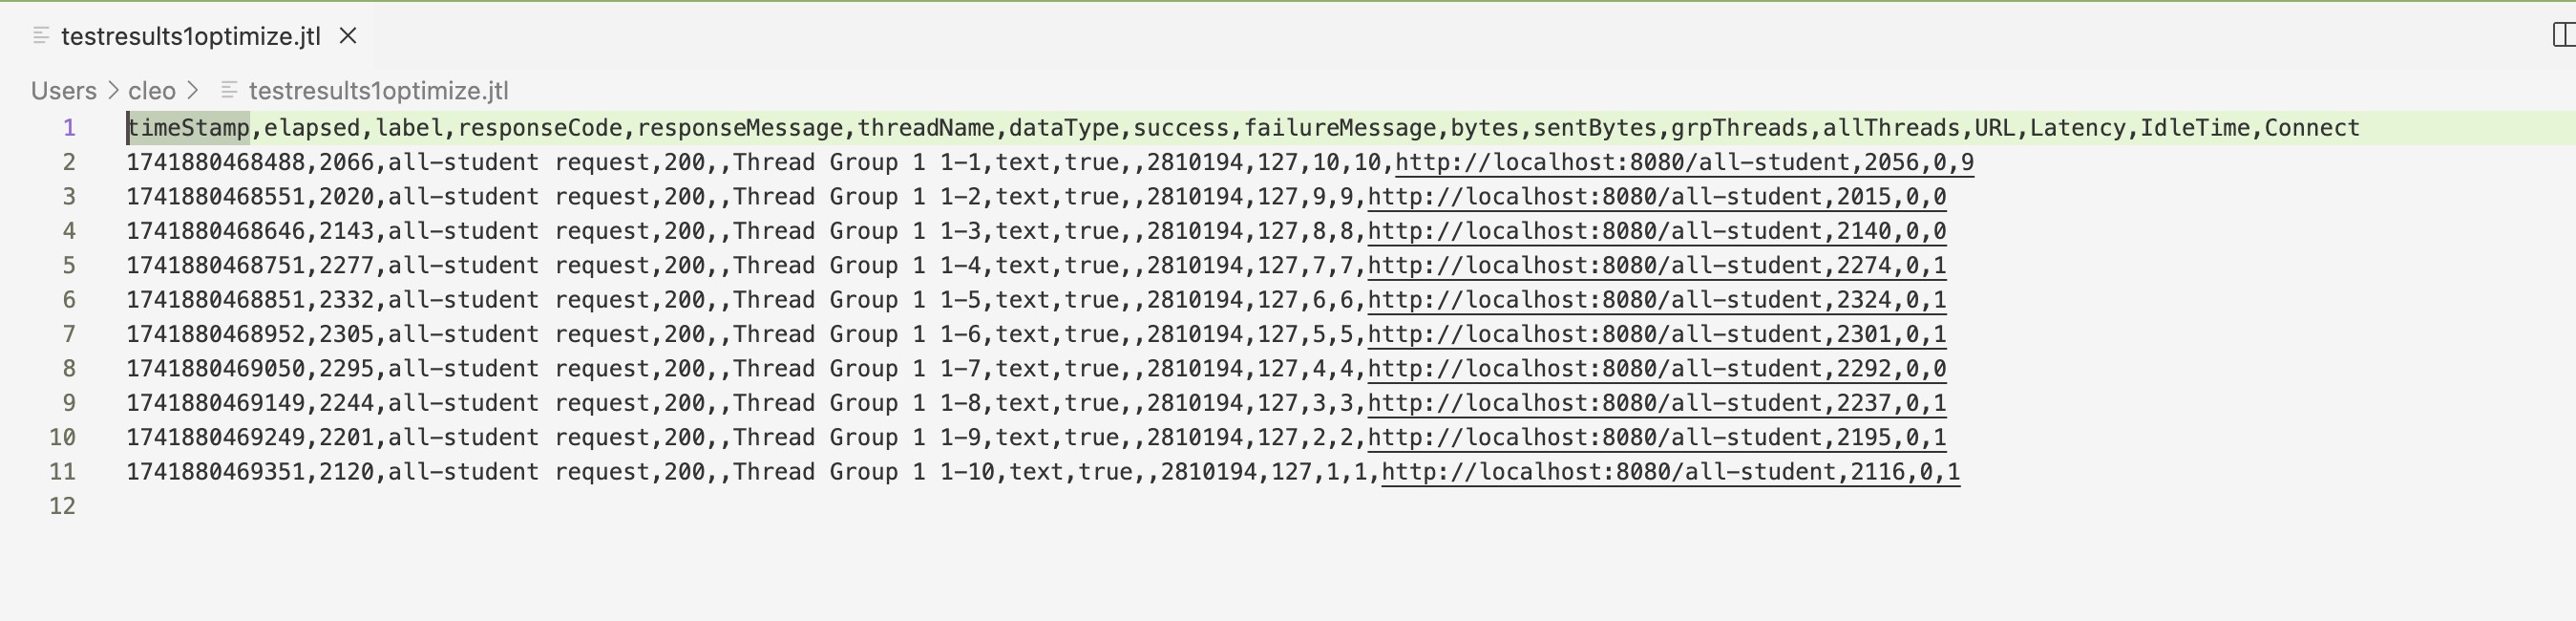 testresults1optimize.jtl
Users > cleo > testresults1optimize.jtl
1 timeStamp,elapsed,label,responseCode,responseMessage,threadName,dataType,success,failureMessage,bytes,sentBytes,grpThreads,allThreads,URL,Latency,IdleTime,Connect
2 1741880468488,2066,all-student request,200,,Thread Group 1 1-1,text,true,,2810194,127,10,10,http://localhost:8080/all-student,2056,0,9
3 1741880468551,2020,all-student request,200,,Thread Group 1 1-2,text,true,,2810194,127,9,9,http://localhost:8080/all-student,2015,0,0
4 1741880468646,2143,all-student request,200,,Thread Group 1 1-3,text,true,,2810194,127,8,8,http://localhost:8080/all-student,2140,0,0
5 1741880468751,2277,all-student request,200,,Thread Group 1 1-4,text,true,,2810194,127,7,7,http://localhost:8080/all-student,2274,0,1
6 1741880468851,2332,all-student request,200,,Thread Group 1 1-5,text,true,,2810194,127,6,6,http://localhost:8080/all-student,2324,0,1
7 1741880468952,2305,all-student request,200,,Thread Group 1 1-6,text,true,,2810194,127,5,5,http://localhost:8080/all-student,2301,0,1
8 1741880469050,2295,all-student request,200,,Thread Group 1 1-7,text,true,,2810194,127,4,4,http://localhost:8080/all-student,2292,0,0
9 1741880469149,2244,all-student request,200,,Thread Group 1 1-8,text,true,,2810194,127,3,3,http://localhost:8080/all-student,2237,0,1
10 1741880469249,2201,all-student request,200,,Thread Group 1 1-9,text,true,,2810194,127,2,2,http://localhost:8080/all-student,2195,0,1
11 1741880469351,2120,all-student request,200,,Thread Group 1 1-10,text,true,,2810194,127,1,1,http://localhost:8080/all-student,2116,0,1
12